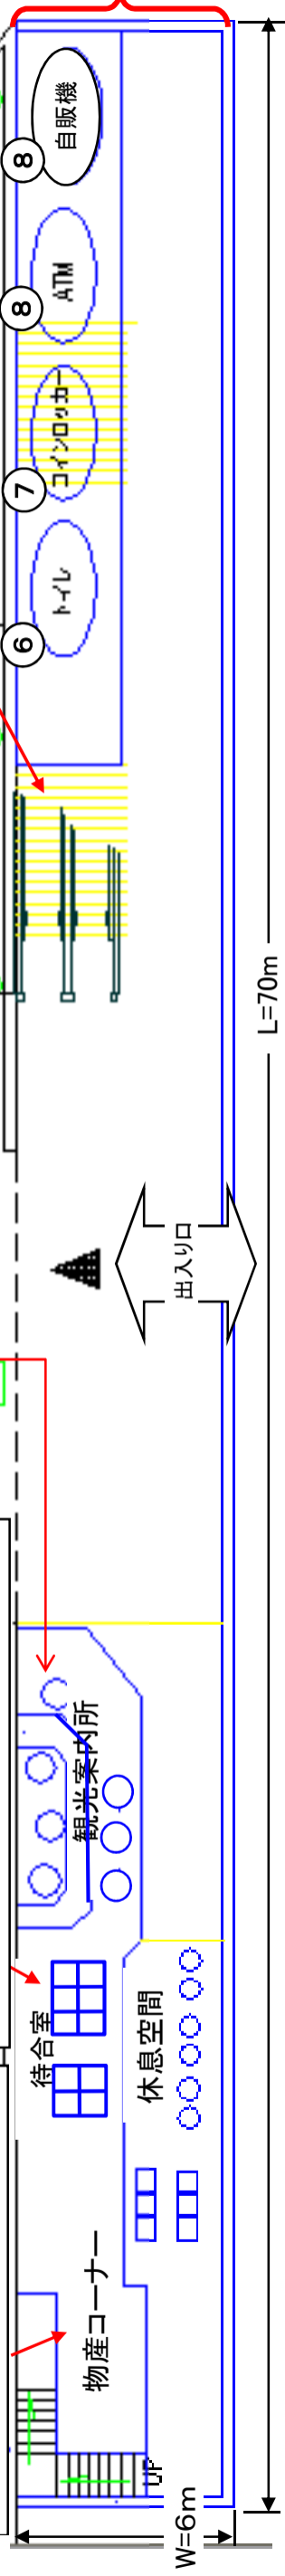 W=6m
UP
物産コーナー
待合室
休息空間
観光案内所
出入り口
L=70m
⑥
トイレ
⑦
コインロッカー
⑧
ATM
⑧
自販機